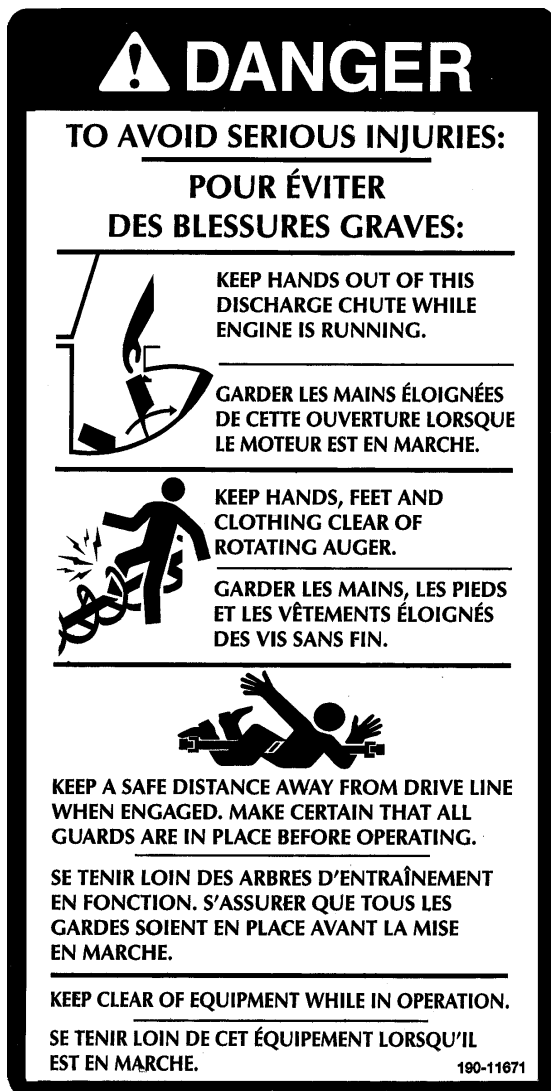 DANGER
TO AVOID SERIOUS INJURIES:
POUR ÉVITER
DES BLESSURES GRAVES:
KEEP HANDS OUT OF THIS
DISCHARGE CHUTE WHILE
ENGINE IS RUNNING.
GARDER LES MAINS ÉLOIGNÉES
DE CETTE OUVERTURE LORSQUE
LE MOTEUR EST EN MARCHE.
KEEP HANDS, FEET AND
CLOTHING CLEAR OF
ROTATING AUGER.
GARDER LES MAINS, LES PIEDS
ET LES VÊTEMENTS ÉLOIGNÉS
DES VIS SANS FIN.
KEEP A SAFE DISTANCE AWAY FROM DRIVE LINE
WHEN ENGAGED. MAKE CERTAIN THAT ALL
GUARDS ARE IN PLACE BEFORE OPERATING.
SE TENIR LOIN DES ARBRES D'ENTRAÎNEMENT
EN FONCTION. S'ASSURER QUE TOUS LES
GARDES SOIENT EN PLACE AVANT LA MISE
EN MARCHE.
KEEP CLEAR OF EQUIPMENT WHILE IN OPERATION.
SE TENIR LOIN DE CET ÉQUIPEMENT LORSQU'IL
EST EN MARCHE.
190-11671